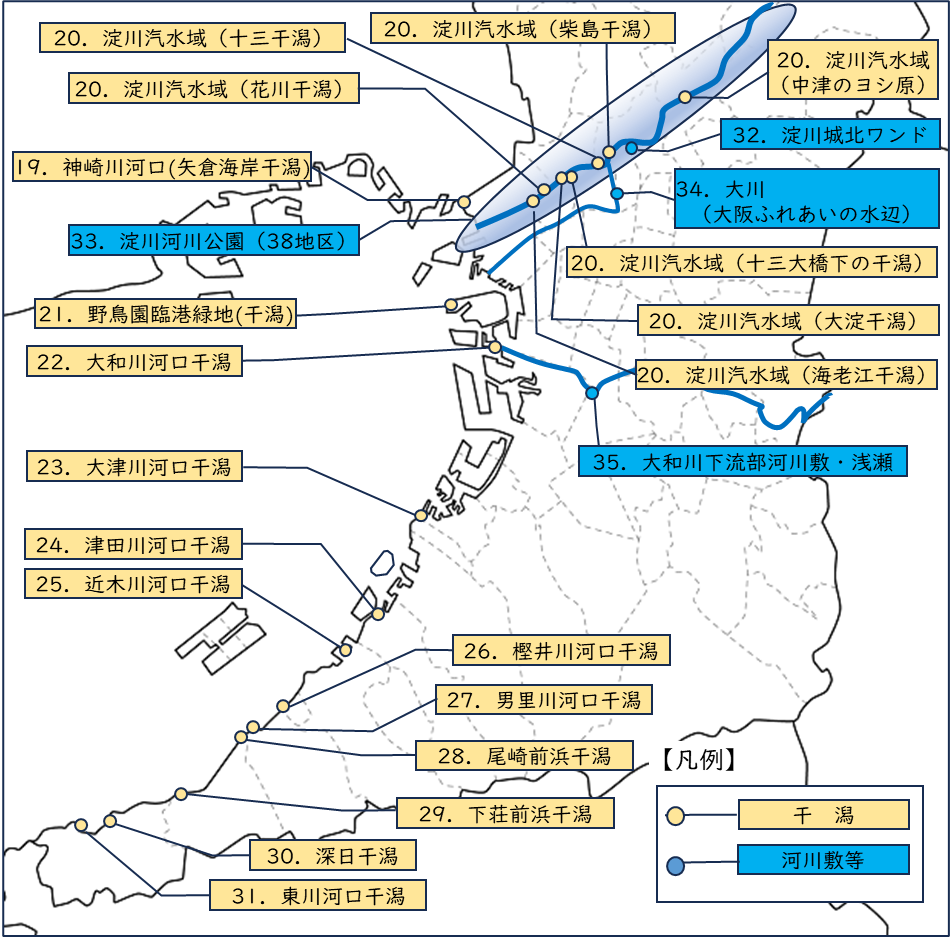 20．淀川汽水域（十三干潟）
20．淀川汽水域（柴島干潟）
20．淀川汽水域
（中津のヨシ原）
20．淀川汽水域（花川干潟）
32．淀川城北ワンド
19．神崎川河口(矢倉海岸干潟)
34．大川
（大阪ふれあいの水辺）
33．淀川河川公園（38地区）
20．淀川汽水域（十三大橋下の干潟）
21．野鳥園臨港緑地(干潟)
20．淀川汽水域（大淀干潟）
22．大和川河口干潟
20．淀川汽水域（海老江干潟）
23．大津川河口干潟
35．大和川下流部河川敷・浅瀬
24．津田川河口干潟
25．近木川河口干潟
26．樫井川河口干潟
27．男里川河口干潟
28．尾崎前浜干潟
29．下荘前浜干潟
30．深日干潟
31．東川河口干潟
【凡例】
干　潟
河川敷等